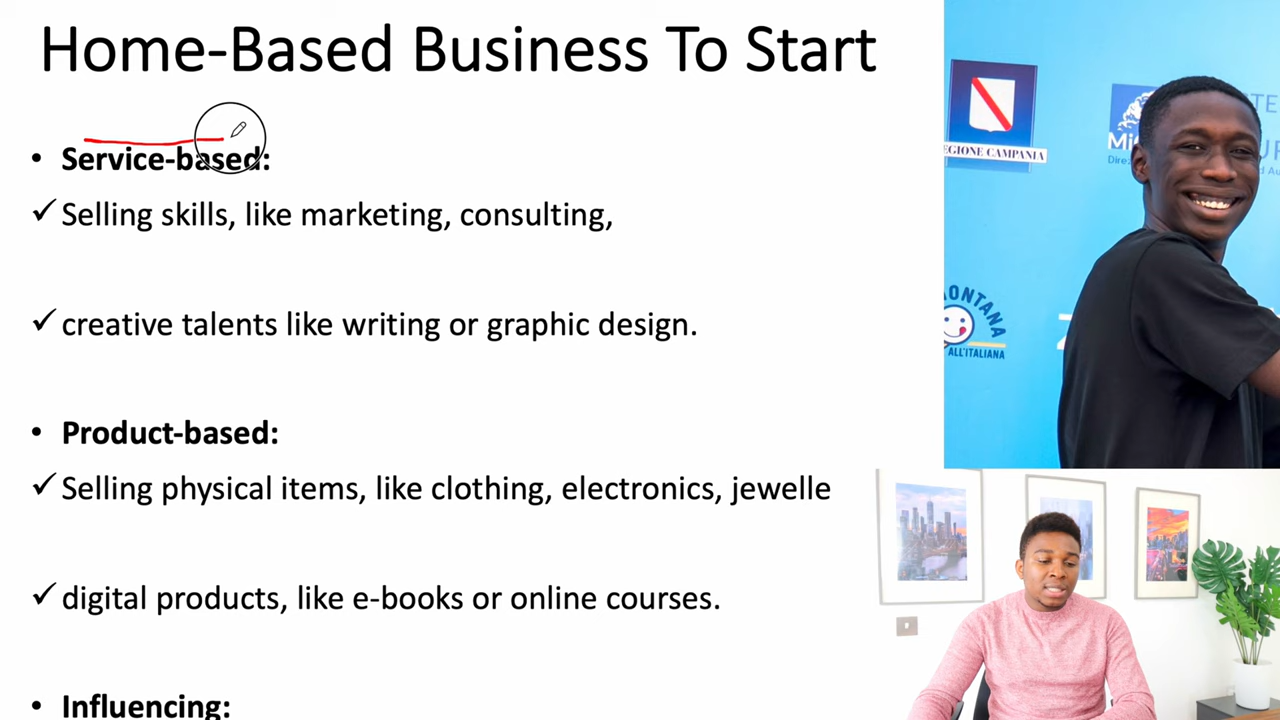 Home-Based Business To Start
• Service-based:
✓ Selling skills, like marketing, consulting,
✓ creative talents like writing or graphic design.
• Product-based:
✓ Selling physical items, like clothing, electronics, jewelle
✓ digital products, like e-books or online courses.
• Influencing:
EGIONE CAMPANIA
ONTANA
ALL'ITALIANA